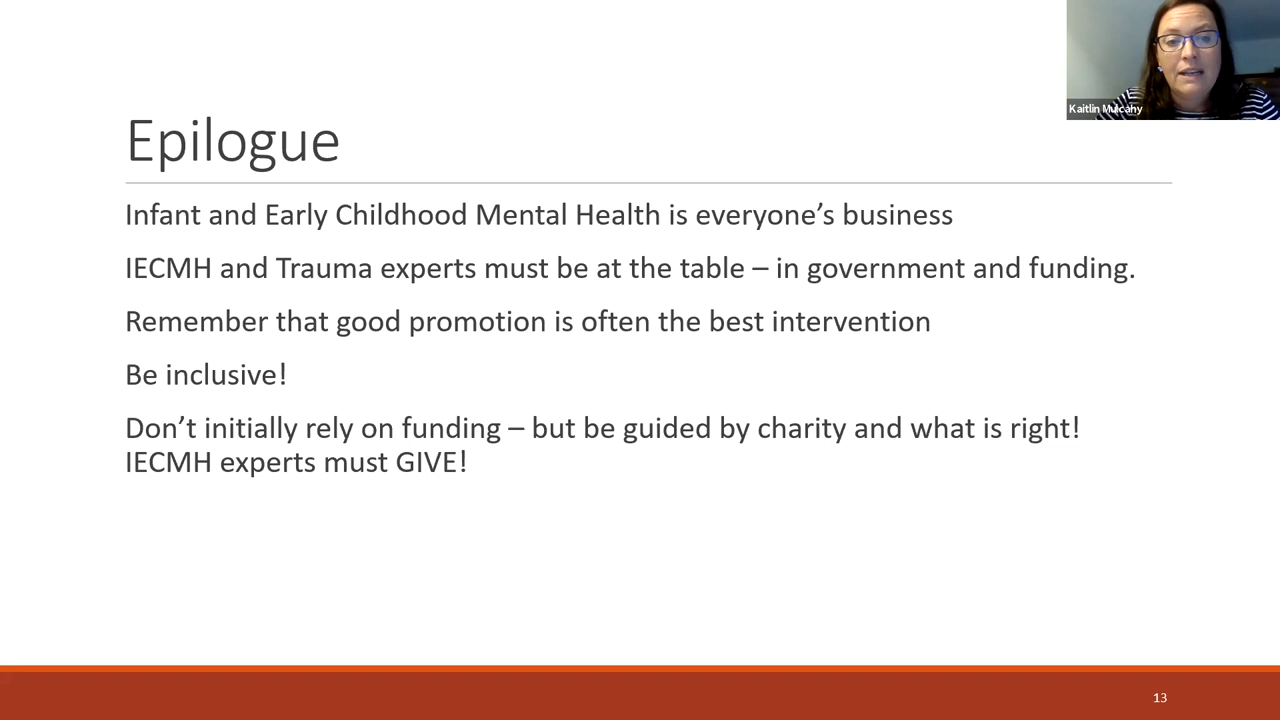 Kaitlin Mulcahy
Epilogue
Infant and Early Childhood Mental Health is everyone’s business
IECMH and Trauma experts must be at the table – in government and funding.
Remember that good promotion is often the best intervention
Be inclusive!
Don’t initially rely on funding – but be guided by charity and what is right!
IECMH experts must GIVE!
13